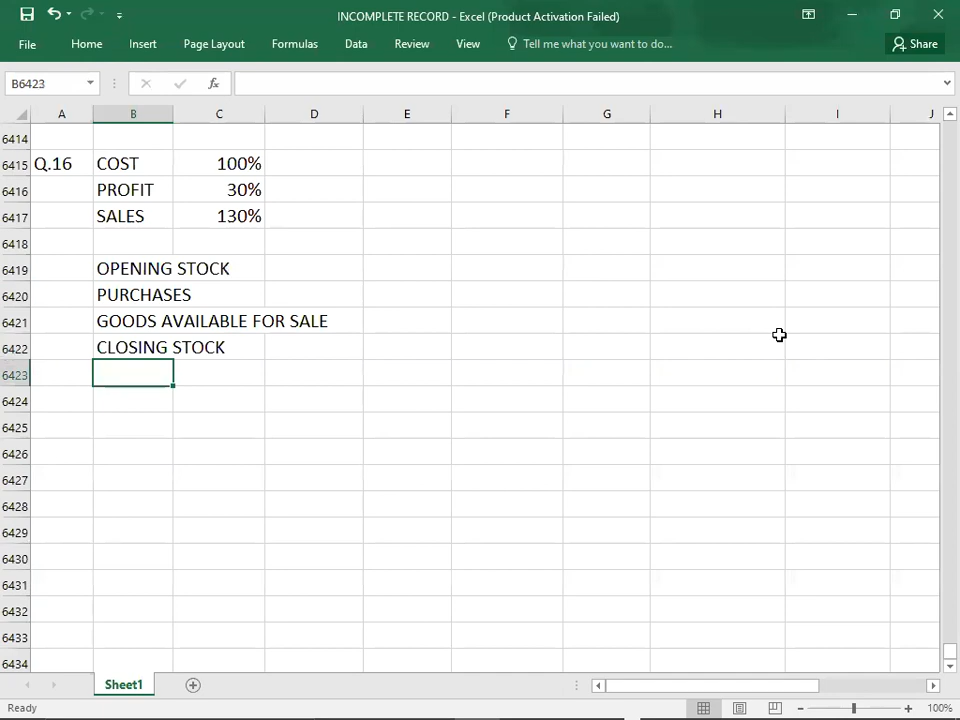 INCOMPLETE RECORD - Excel (Product Activation Failed)
File Home Insert Page Layout Formulas Data Review View Tell me what you want to do... Share
B6423 fx
A B C D E F G H I J
6414
6415 Q.16 COST 100%
6416 PROFIT 30%
6417 SALES 130%
6418
6419 OPENING STOCK
6420 PURCHASES
6421 GOODS AVAILABLE FOR SALE
6422 CLOSING STOCK
6423
6424
6425
6426
6427
6428
6429
6430
6431
6432
6433
6434
Sheet1
Ready 100%